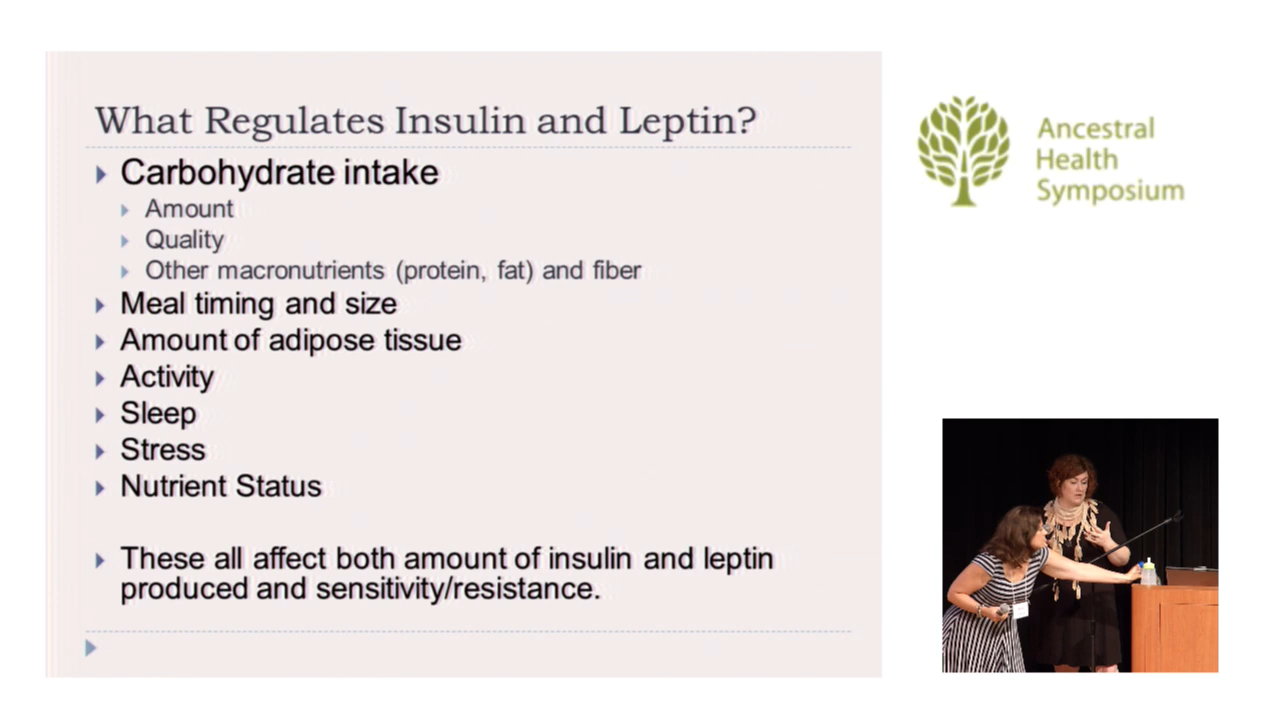 What Regulates Insulin and Leptin?
Carbohydrate intake
Amount
Quality
Other macronutrients (protein, fat) and fiber
Meal timing and size
Amount of adipose tissue
Activity
Sleep
Stress
Nutrient Status
These all affect both amount of insulin and leptin
produced and sensitivity/resistance.
Ancestral
Health
Symposium